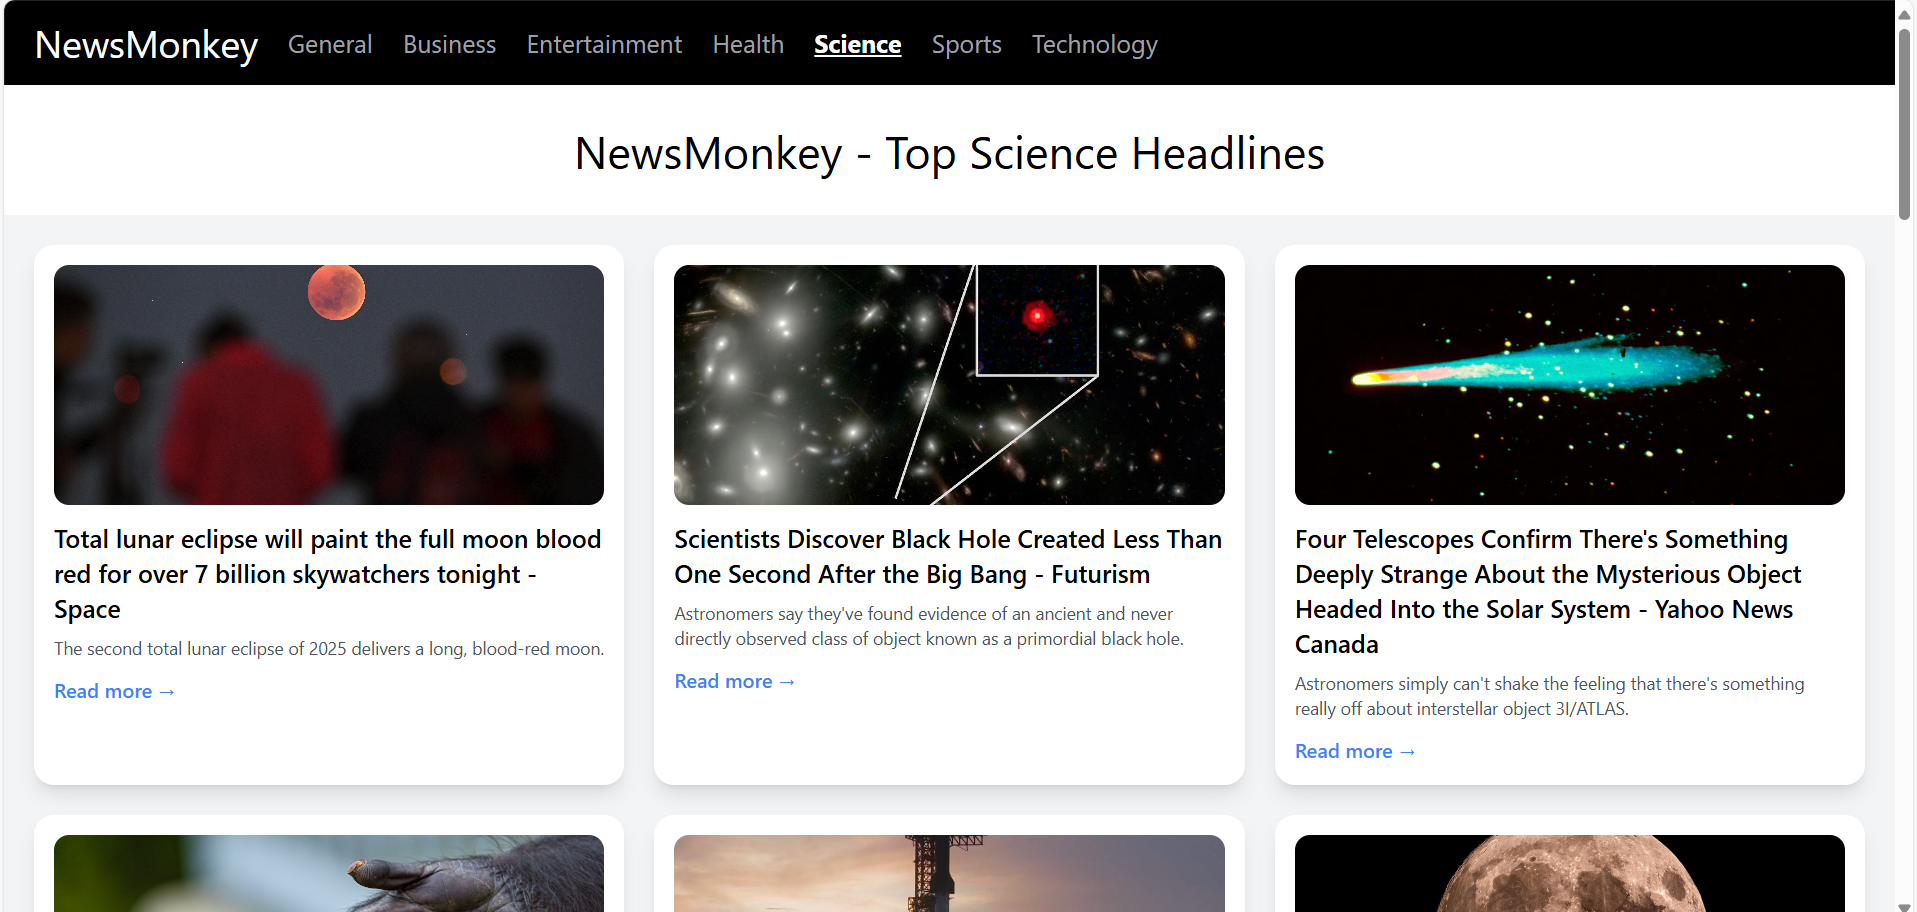 NewsMonkey General Business Entertainment Health Science Sports Technology
NewsMonkey - Top Science Headlines
Total lunar eclipse will paint the full moon blood
red for over 7 billion skywatchers tonight -
Space
The second total lunar eclipse of 2025 delivers a long, blood-red moon.
Read more →
Scientists Discover Black Hole Created Less Than
One Second After the Big Bang - Futurism
Astronomers say they've found evidence of an ancient and never
directly observed class of object known as a primordial black hole.
Read more →
Four Telescopes Confirm There's Something
Deeply Strange About the Mysterious Object
Headed Into the Solar System - Yahoo News
Canada
Astronomers simply can't shake the feeling that there's something
really off about interstellar object 3I/ATLAS.
Read more →